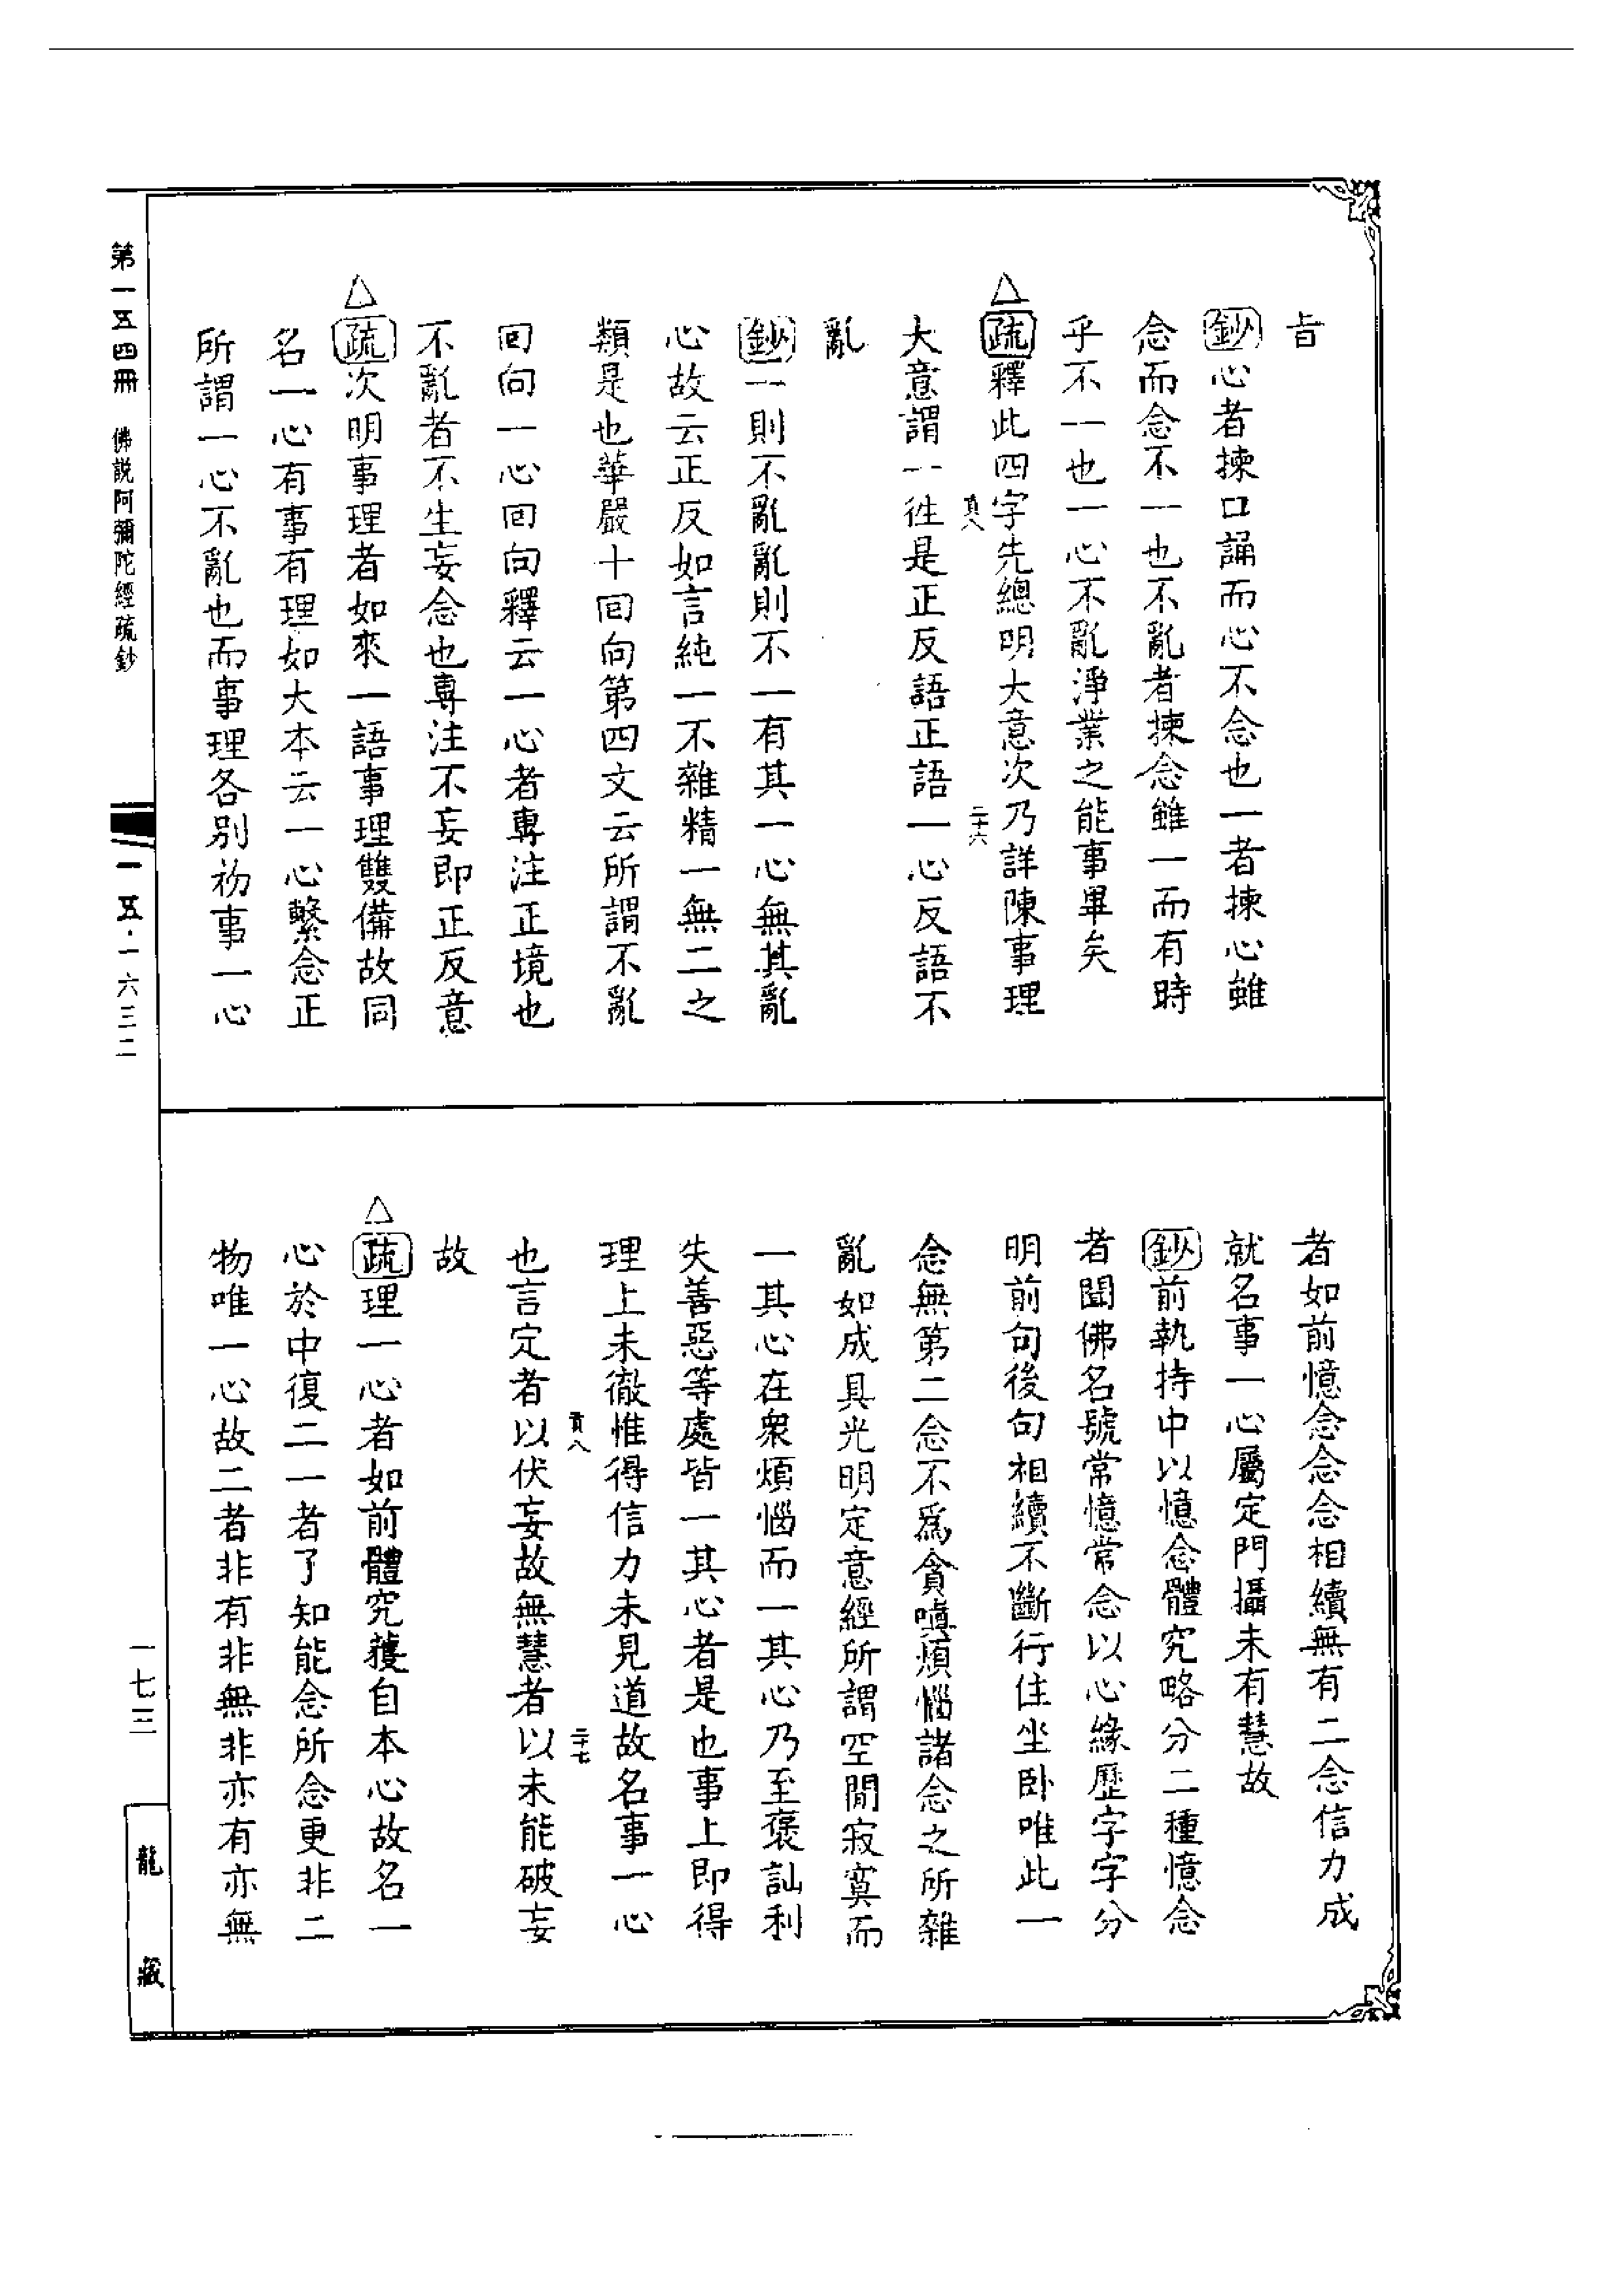 旨
鈔心者揀口誦而心不念也一者揀心雖
念而念不一也不亂者揀念雖一而有時
乎不一也一心不亂淨業之能事畢矣
△疏釋此四字先總明大意次乃詳陳事理
貢八 二十六
大意謂一徃是正反語正語一心反語不
亂
鈔一則不亂亂則不一有其一心無其亂
心故云正反如言純一不雜精一無二之
類是也華嚴十回向第四文云所謂不亂
回向一心回向釋云一心者專注正境也
不亂者不生妄念也專注不妄即正反意
△疏次明事理者如來一語事理雙備故同
名一心有事有理如大本云一心繫念正
所謂一心不亂也而事理各別初事一心
者如前憶念念念相續無有二念信力成
就名事一心屬定門攝未有慧故
鈔前執持中以憶念體究略分二種憶念
者聞佛名號常憶常念以心緣歷字字分
明前句後句相續不斷行住坐臥唯此一
念無第二念不為貪嗔煩惱諸念之所雜
亂如成具光明定意經所謂空閒寂寞而
一其心在衆煩惱而一其心乃至褒訕利
失善惡等處皆一其心者是也事上即得
理上未徹惟得信力未見道故名事一心
貢八 二十七
也言定者以伏妄故無慧者以未能破妄
故
△疏理一心者如前體究獲自本心故名一
心於中復二一者了知能念所念更非二
物唯一心故二者非有非無非亦有亦無
第一五四冊 佛說阿彌陀經疏鈔
一五·一六三二
一七三
龍藏